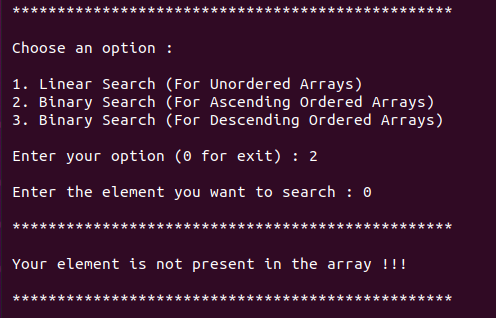 *************************************************
Choose an option :
1. Linear Search (For Unordered Arrays)
2. Binary Search (For Ascending Ordered Arrays)
3. Binary Search (For Descending Ordered Arrays)
Enter your option (0 for exit) : 2
Enter the element you want to search : 0
*************************************************
Your element is not present in the array !!!
*************************************************